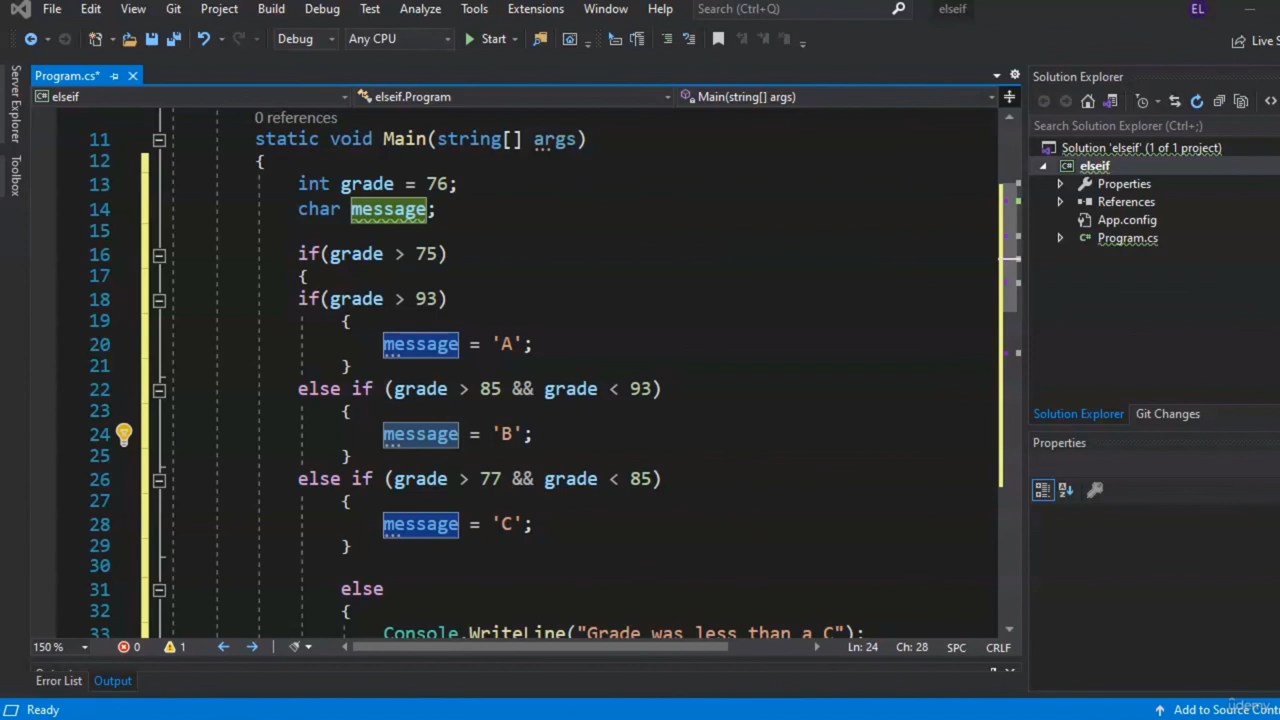 File Edit View Git Project Build Debug Test Analyze Tools Extensions Window Help Search (Ctrl+Q) elseif EL
Debug Any CPU Start Live S
Server Explorer
Toolbox
Program.cs*
elseif elseif.Program Main(string[] args)
0 references
11 static void Main(string[] args)
12 {
13 int grade = 76;
14 char message;
15
16 if(grade > 75)
17 {
18 if(grade > 93)
19 {
20 message = 'A';
21 }
22 else if (grade > 85 && grade < 93)
23 {
24 message = 'B';
25 }
26 else if (grade > 77 && grade < 85)
27 {
28 message = 'C';
29 }
30
31 else
32 {
33 Console.WriteLine("Grade was less than a C");
150 % 0 1 Ln: 24 Ch: 28 SPC CRLF
Error List Output
Ready
Solution Explorer
Search Solution Explorer (Ctrl+;)
Solution 'elseif' (1 of 1 project)
elseif
Properties
References
App.config
Program.cs
Solution Explorer Git Changes
Properties
Add to Source Contr
udemy